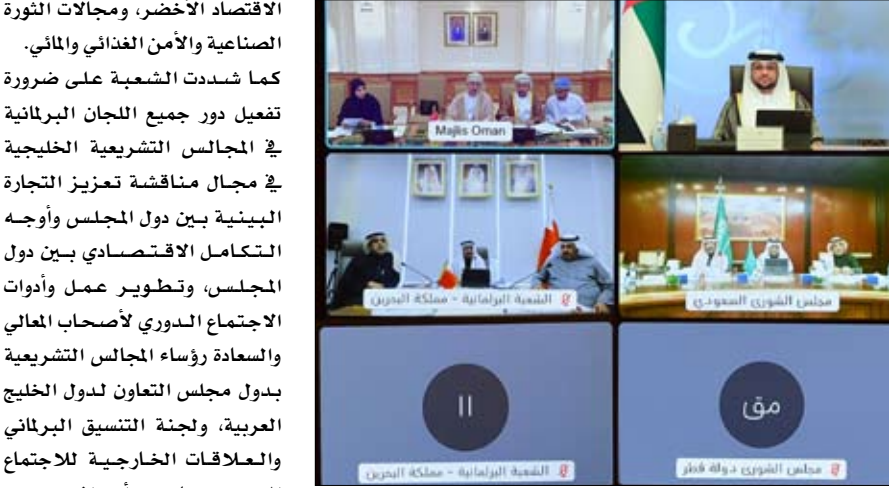 الاقتصاد الأخضر، ومجالات الثورة
الصناعية والأمن الغذائي والمائي.
كما شددت الشعبة على ضرورة
تفعيل دور جميع اللجان البرلمانية
في المجالس التشريعية الخليجية
في مجال مناقشة تعزيز التجارة
البينية بين دول المجلس وأوجه
التكامل الاقتصادي بين دول
المجلس، وتطوير عمل وأدوات
الاجتماع الدوري لأصحاب المعالي
والسعادة رؤساء المجالس التشريعية
بدول مجلس التعاون لدول الخليج
العربية، ولجنة التنسيق البرلماني
والعلاقات الخارجية للاجتماع
Majlis Oman
الشعبة البرلمانية - مملكة البحرين
مجلس الشورى السعودي
اا
مق
الشعبة البرلمانية - مملكة البحرين
مجلس الشورى دولة قطر